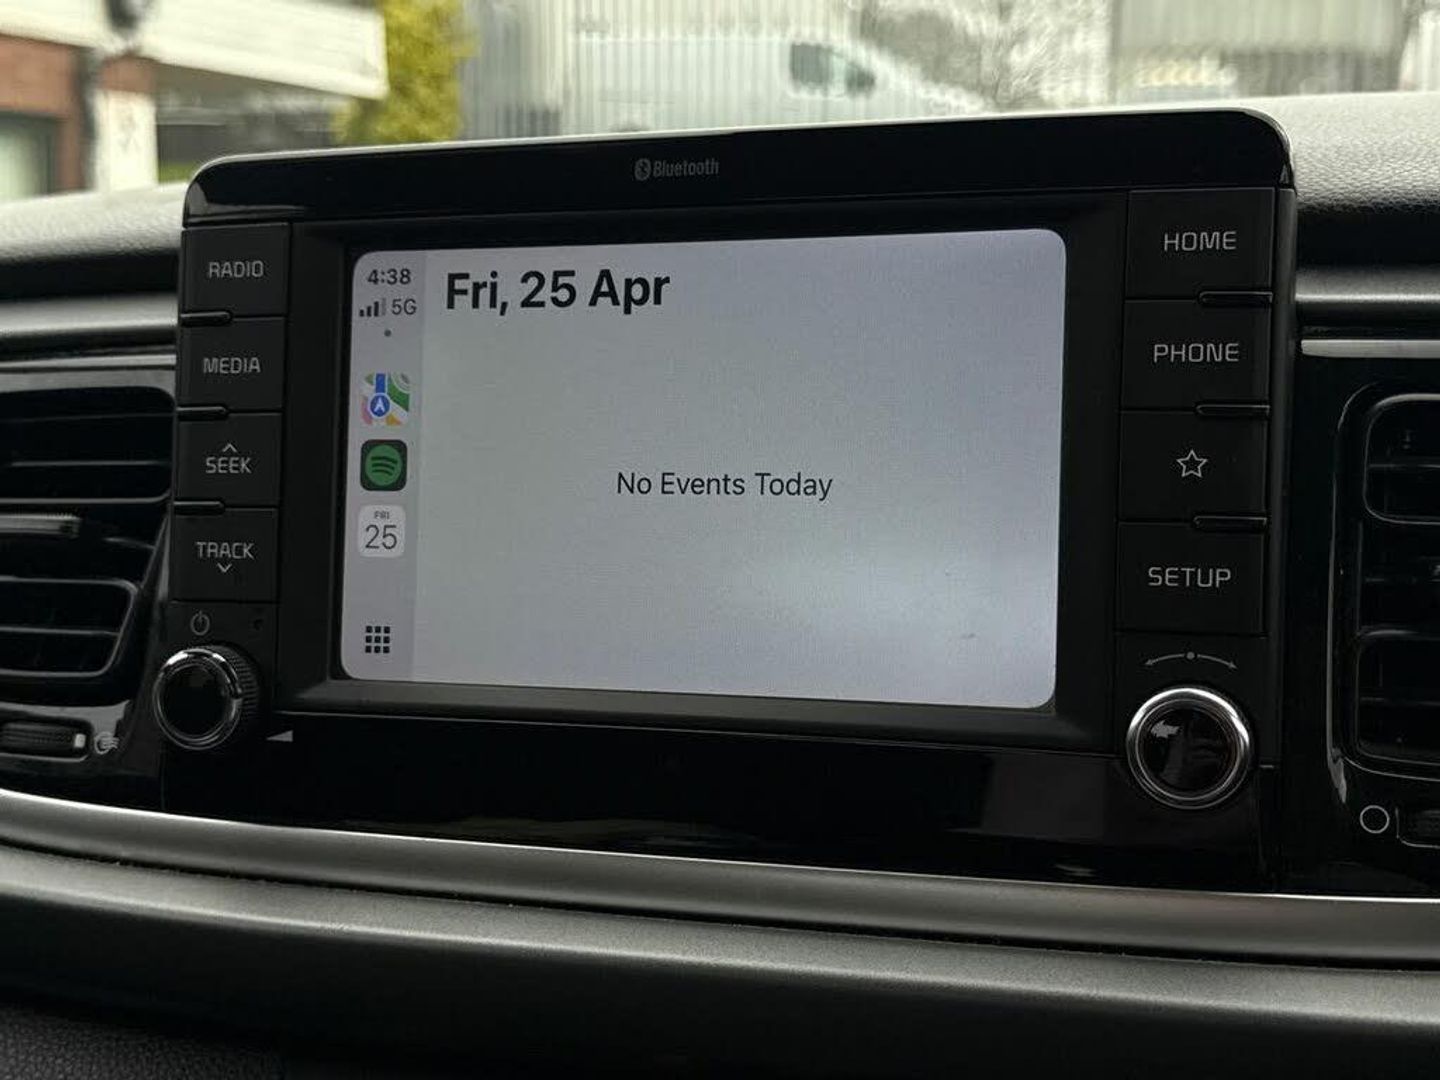 Bluetooth
RADIO
MEDIA
SEEK
TRACK
4:38
5G
FRI
25
Fri, 25 Apr
No Events Today
HOME
PHONE
SETUP